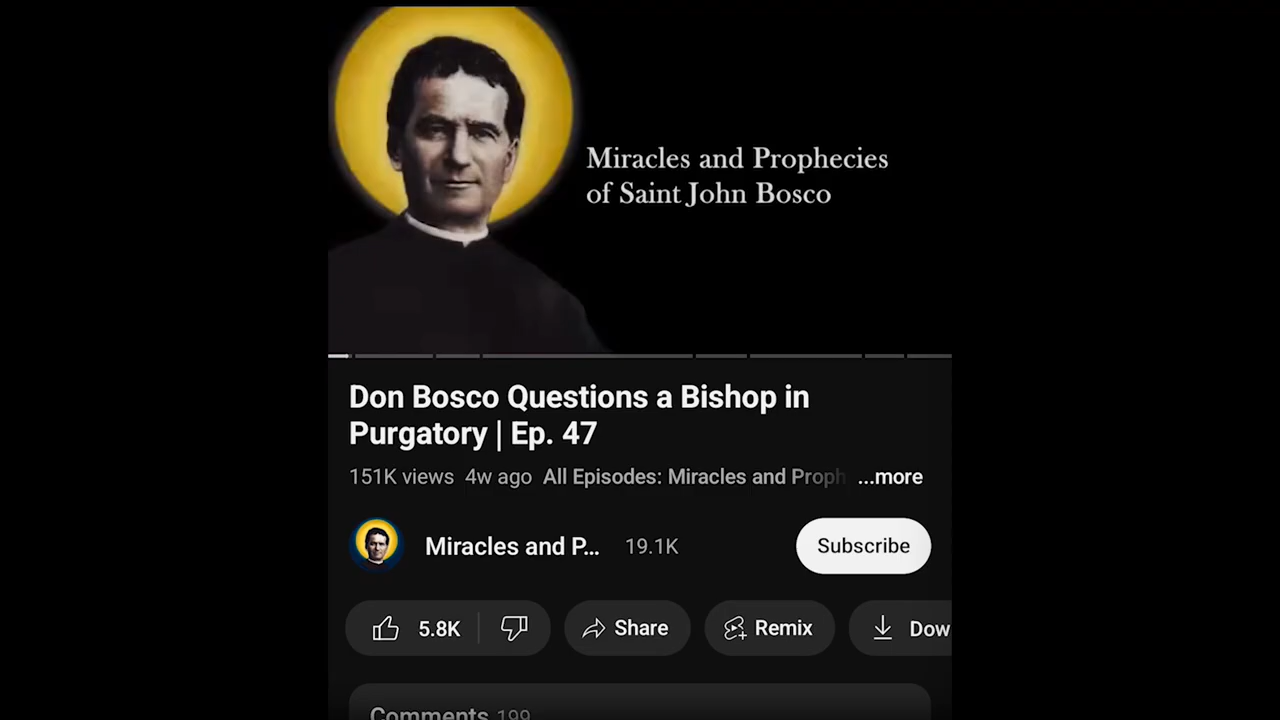 Miracles and Prophecies
of Saint John Bosco
Don Bosco Questions a Bishop in
Purgatory | Ep. 47
151K views 4w ago All Episodes: Miracles and Proph ...more
Miracles and P... 19.1K Subscribe
5.8K Share Remix Dow
Comments 199